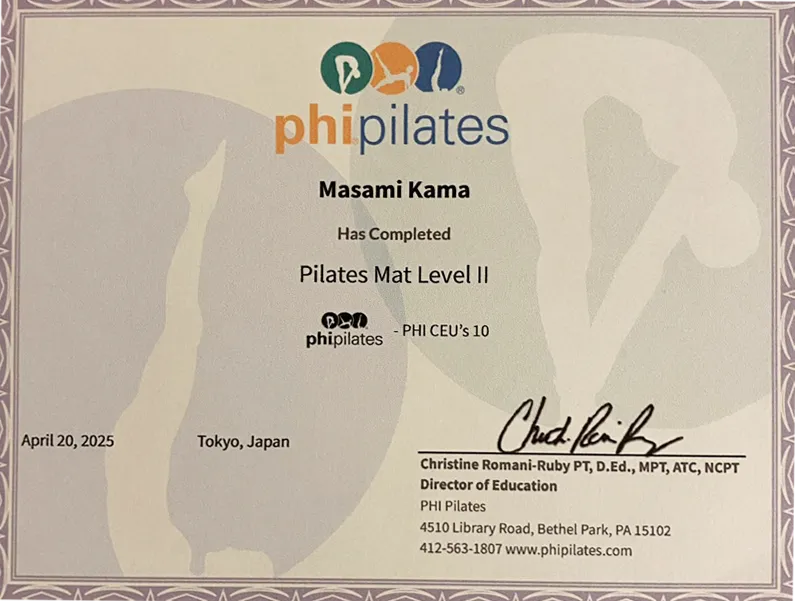 phipilates®
Masami Kama
Has Completed
Pilates Mat Level II
phipilates - PHI CEU's 10
April 20, 2025
Tokyo, Japan
Christine Romani-Ruby PT, D.Ed., MPT, ATC, NCPT
Director of Education
PHI Pilates
4510 Library Road, Bethel Park, PA 15102
412-563-1807 www.phipilates.com